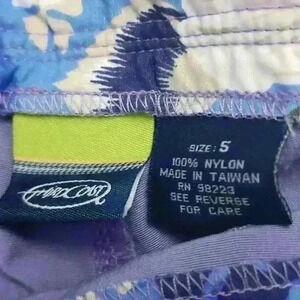 SIZE: 5
100% NYLON
MADE IN TAIWAN
RN 98223
SEE REVERSE
FOR CARE